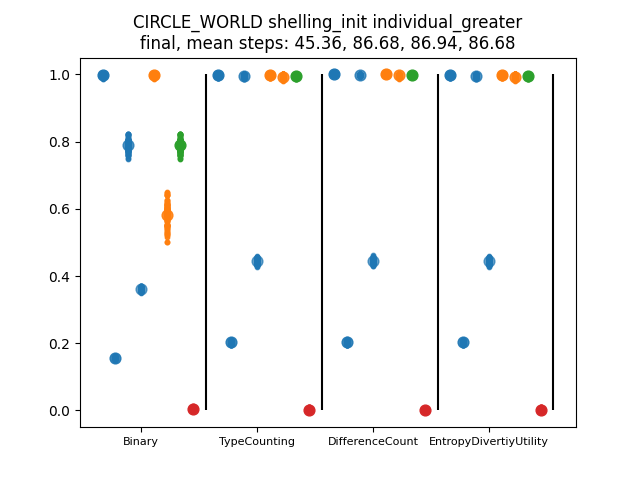 CIRCLE_WORLD shelling_init individual_greater
final, mean steps: 45.36, 86.68, 86.94, 86.68
1.0
0.8
0.6
0.4
0.2
0.0
Binary TypeCounting DifferenceCount EntropyDivertiyUtility